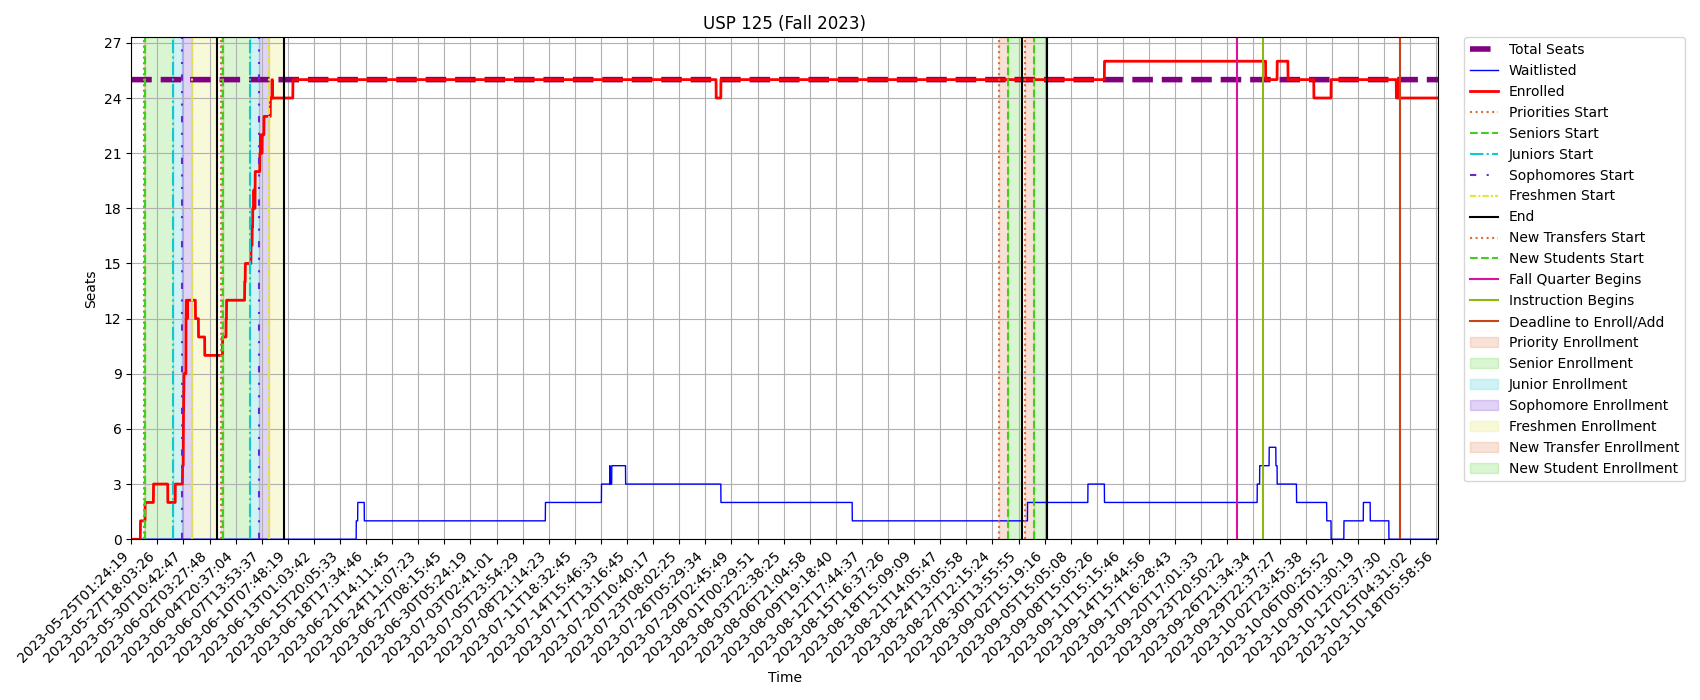 USP 125 (Fall 2023)
27
24
21
18
15
12
9
6
3
0
Seats
2023-05-25T01:24:19
2023-05-27T18:03:26
2023-05-30T10:42:47
2023-06-02T03:27:48
2023-06-04T20:37:04
2023-06-07T13:53:37
2023-06-10T07:48:19
2023-06-13T01:03:42
2023-06-15T20:05:33
2023-06-18T17:34:46
2023-06-21T14:11:45
2023-06-24T11:07:23
2023-06-27T08:15:45
2023-06-30T05:24:19
2023-07-03T02:41:01
2023-07-05T23:54:29
2023-07-08T21:14:23
2023-07-11T18:32:45
2023-07-14T15:46:33
2023-07-17T13:16:45
2023-07-20T10:40:17
2023-07-23T08:02:25
2023-07-26T05:29:34
2023-07-29T02:45:49
2023-08-01T00:29:51
2023-08-03T22:38:25
2023-08-06T21:04:58
2023-08-09T19:18:40
2023-08-12T17:44:37
2023-08-15T16:37:26
2023-08-18T15:09:09
2023-08-21T14:05:47
2023-08-24T13:05:58
2023-08-27T12:15:24
2023-08-30T13:55:55
2023-09-02T15:19:16
2023-09-05T15:05:08
2023-09-08T15:05:26
2023-09-11T15:15:46
2023-09-14T15:44:56
2023-09-17T16:28:43
2023-09-20T17:01:33
2023-09-23T20:50:22
2023-09-26T21:34:34
2023-09-29T22:37:27
2023-10-02T23:45:38
2023-10-06T00:25:52
2023-10-09T01:30:19
2023-10-12T02:37:30
2023-10-15T04:31:02
2023-10-18T05:58:56
Time
Total Seats
Waitlisted
Enrolled
Priorities Start
Seniors Start
Juniors Start
Sophomores Start
Freshmen Start
End
New Transfers Start
New Students Start
Fall Quarter Begins
Instruction Begins
Deadline to Enroll/Add
Priority Enrollment
Senior Enrollment
Junior Enrollment
Sophomore Enrollment
Freshmen Enrollment
New Transfer Enrollment
New Student Enrollment